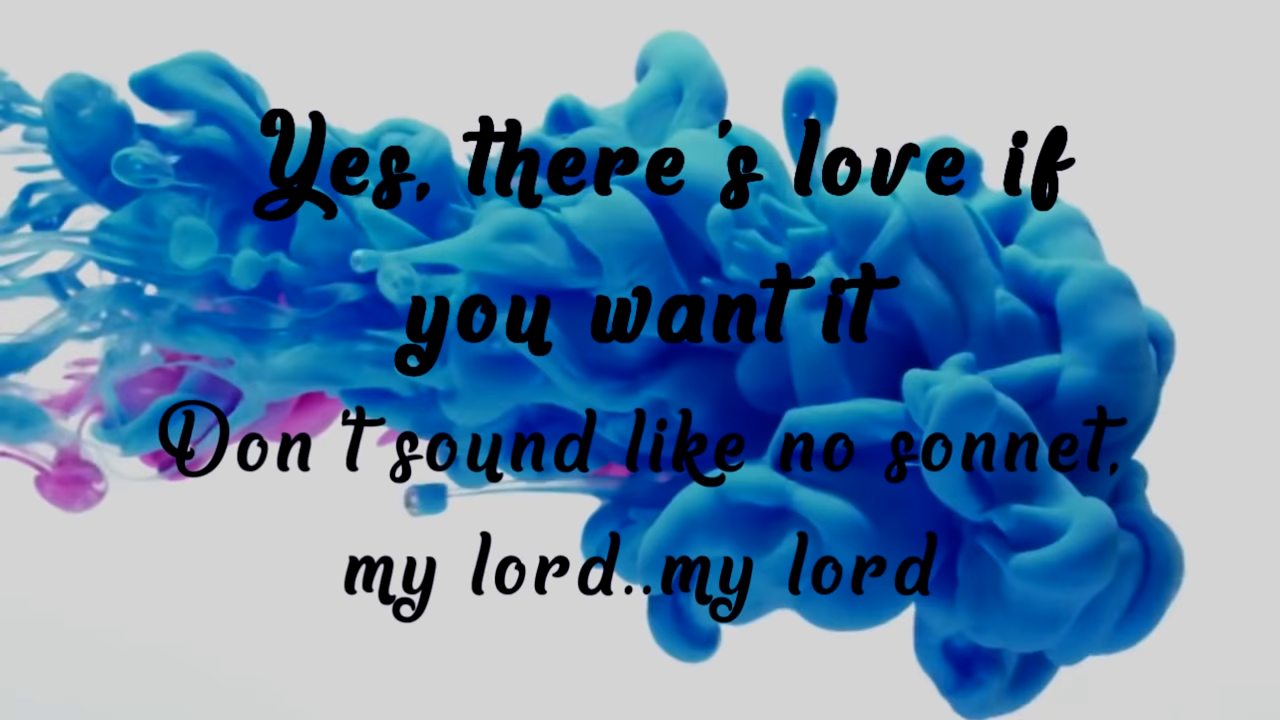 Yes, there's love if
you want it
Don't sound like no sonnet,
my lord..my lord